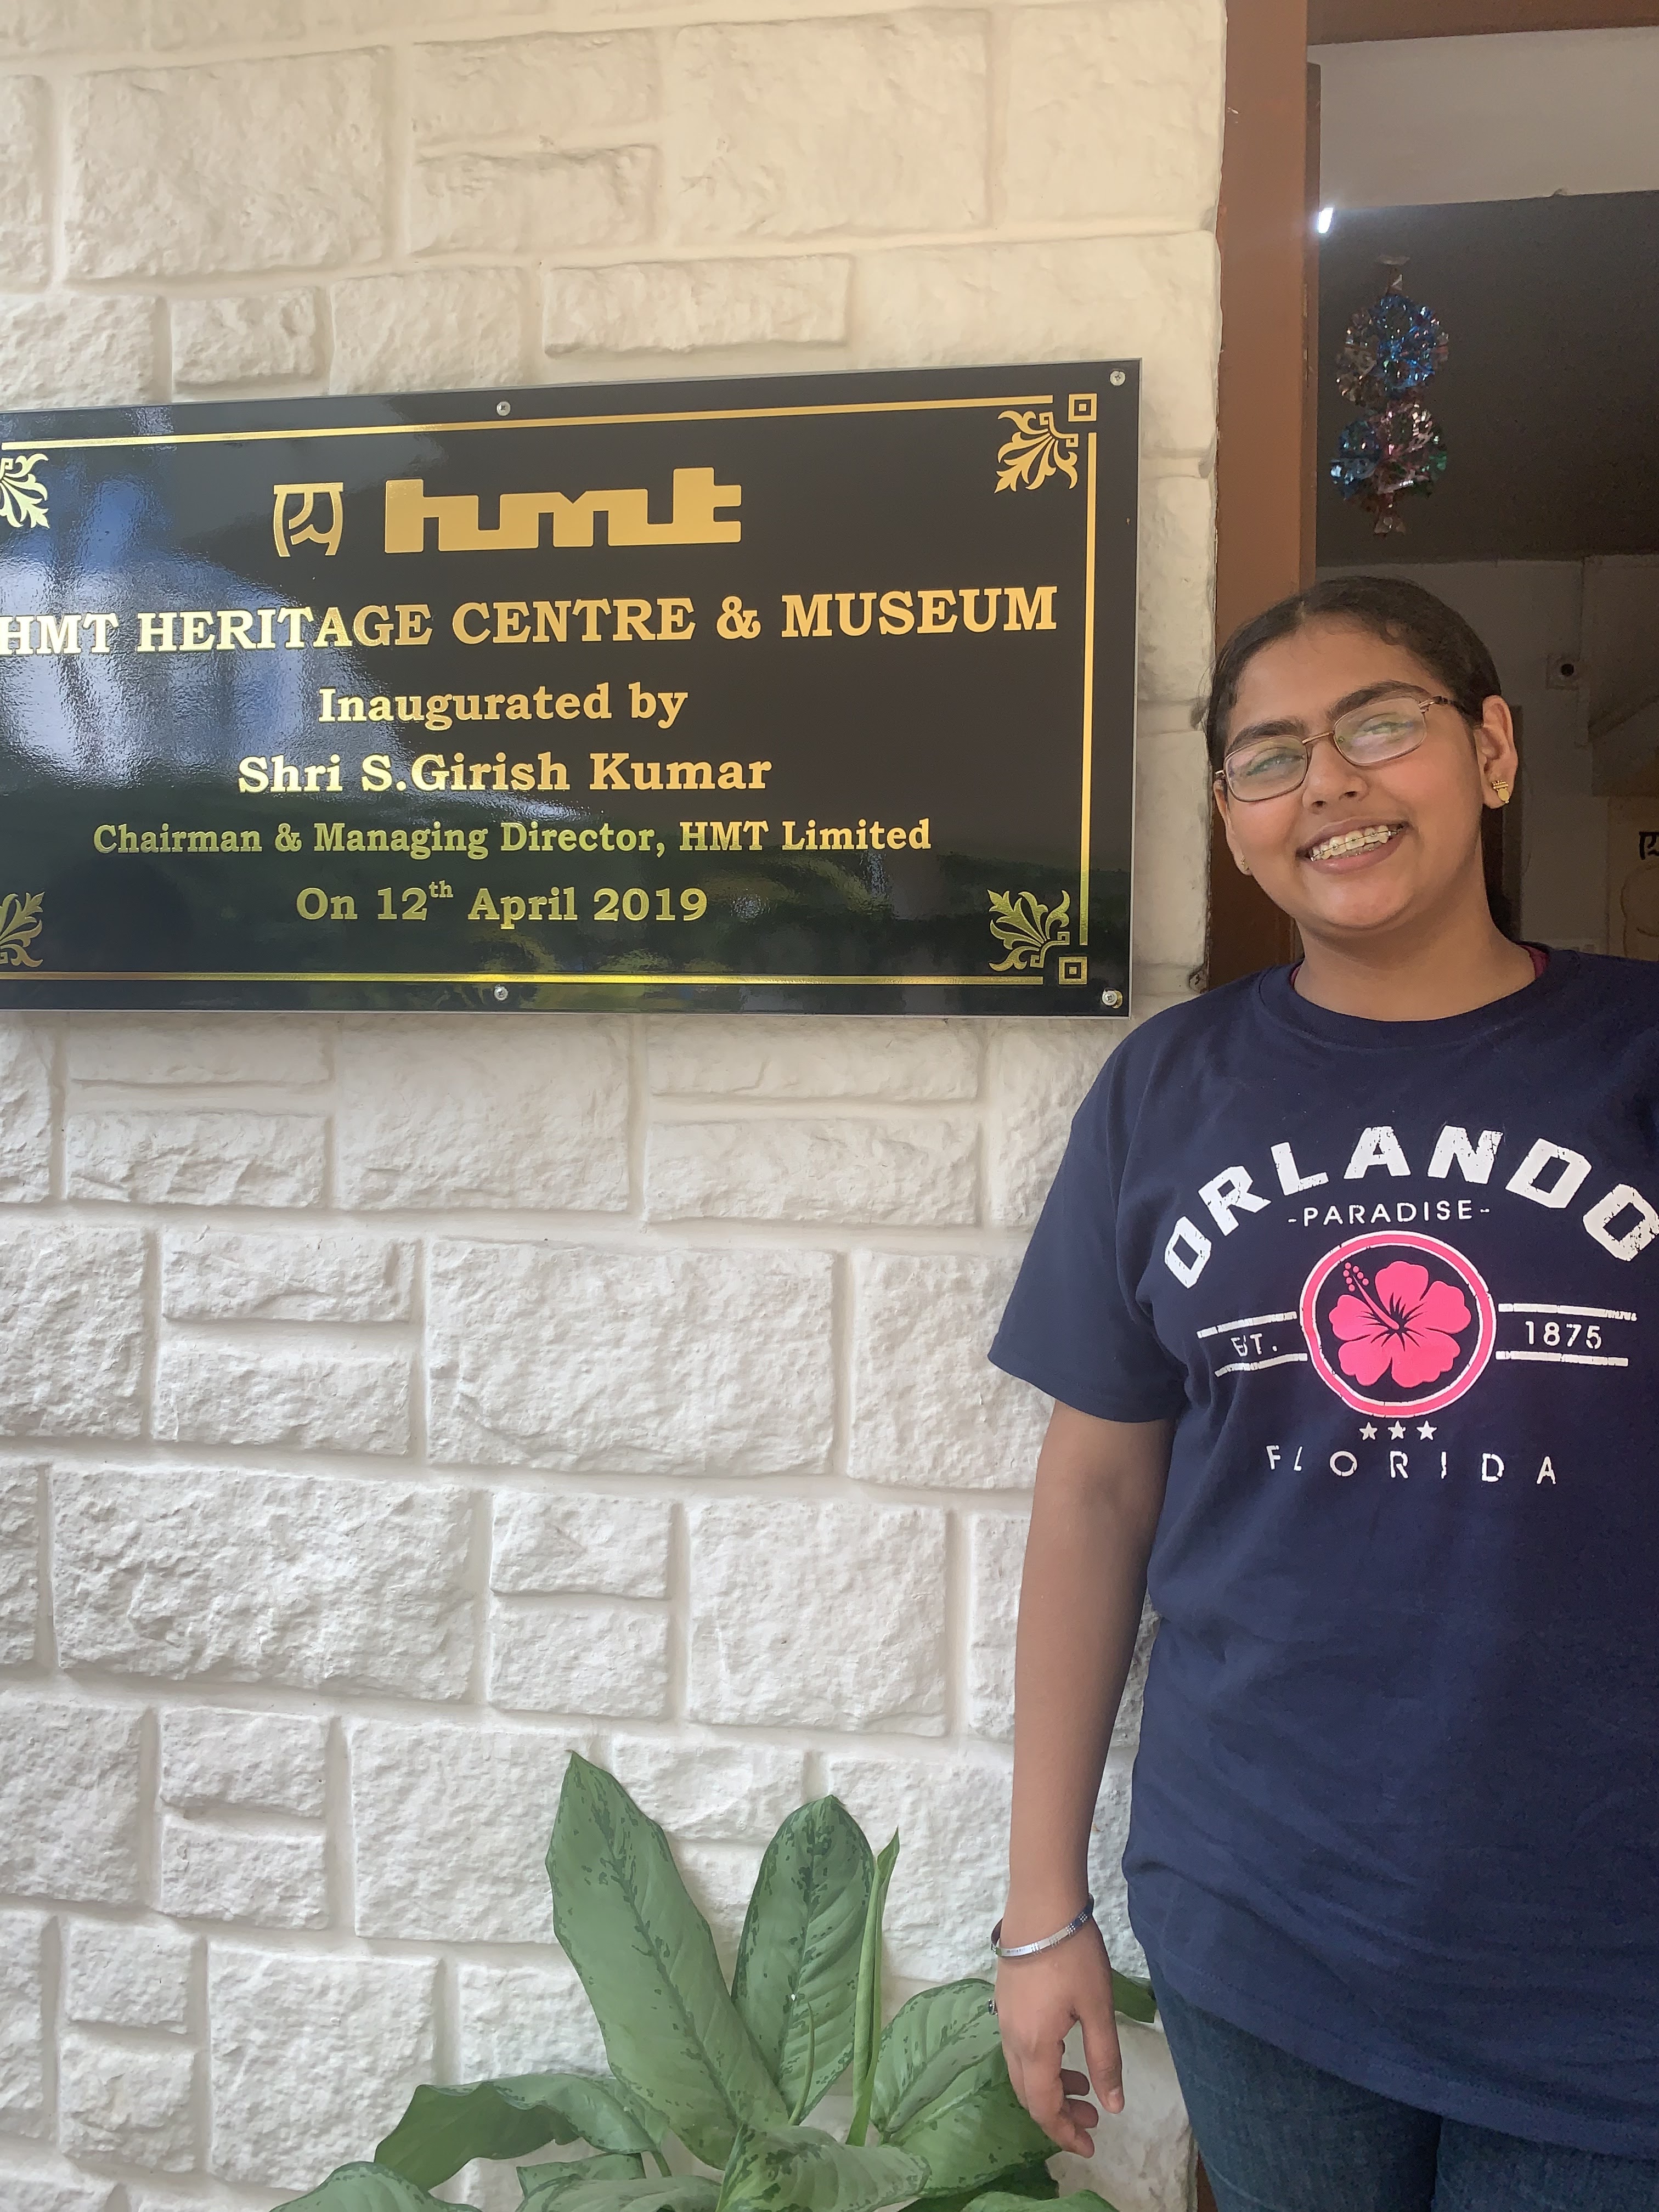 hmt
HMT HERITAGE CENTRE & MUSEUM
Inaugurated by
Shri S.Girish Kumar
Chairman & Managing Director, HMT Limited
On 12th April 2019
ORLANDO
-PARADISE-
EST. 1875
FLORIDA